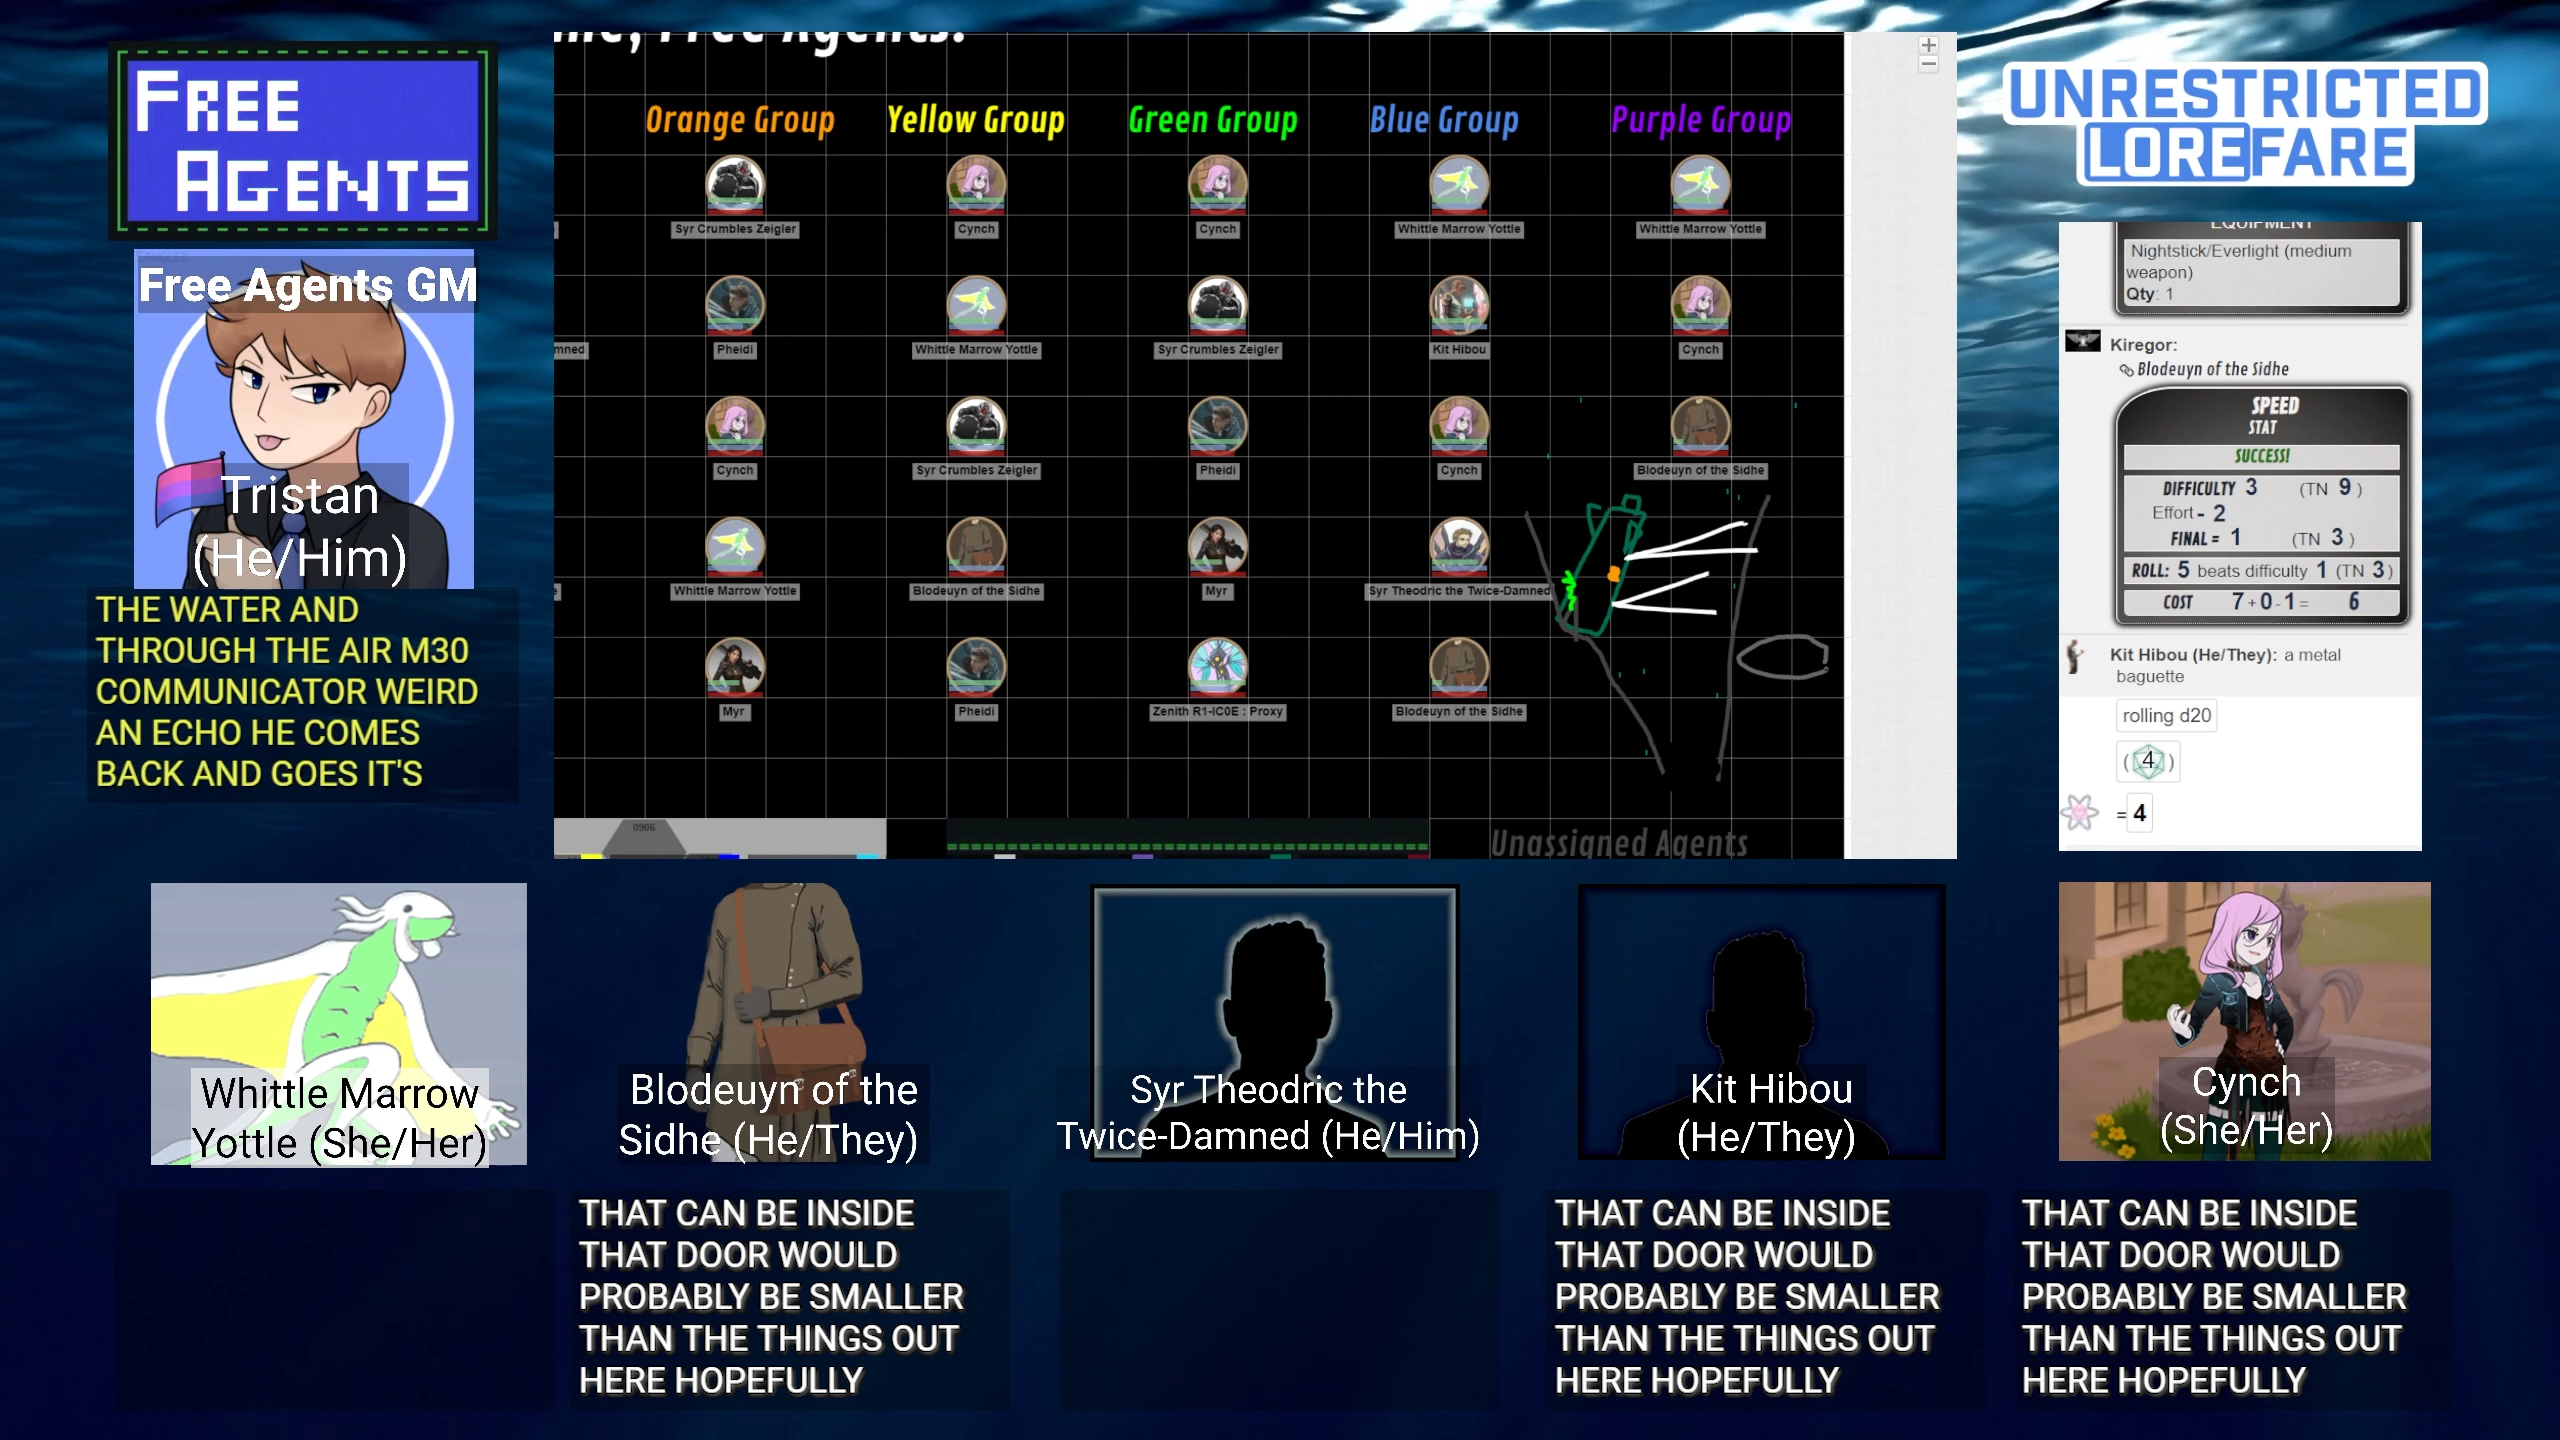 FREE
AGENTS
Free Agents GM
Tristan
(He/Him)
THE WATER AND
THROUGH THE AIR M30
COMMUNICATOR WEIRD
AN ECHO HE COMES
BACK AND GOES IT'S
Free Agents!
Orange Group
Yellow Group
Green Group
Blue Group
Purple Group
Syr Crumbles Zeigler
Cynch
Cynch
Whittle Marrow Yottle
Whittle Marrow Yottle
mned
Pheidi
Whittle Marrow Yottle
Syr Crumbles Zeigler
Kit Hibou
Cynch
Cynch
Syr Crumbles Zeigler
Pheidi
Cynch
Blodeuyn of the Sidhe
Whittle Marrow Yottle
Blodeuyn of the Sidhe
Myr
Syr Theodric the Twice-Damned
Myr
Pheidi
Zenith R1-IC0E : Proxy
Blodeuyn of the Sidhe
0906
Unassigned Agents
+
−
UNRESTRICTED
LOREFARE
EQUIPMENT
Nightstick/Everlight (medium
weapon)
Qty: 1
Kiregor:
Blodeuyn of the Sidhe
SPEED
STAT
SUCCESS!
DIFFICULTY 3 (TN 9 )
Effort - 2
FINAL = 1 (TN 3 )
ROLL: 5 beats difficulty 1 (TN 3 )
COST 7+0-1= 6
Kit Hibou (He/They): a metal
baguette
rolling d20
(4)
=4
Whittle Marrow
Yottle (She/Her)
Blodeuyn of the
Sidhe (He/They)
Syr Theodric the
Twice-Damned (He/Him)
Kit Hibou
(He/They)
Cynch
(She/Her)
THAT CAN BE INSIDE
THAT DOOR WOULD
PROBABLY BE SMALLER
THAN THE THINGS OUT
HERE HOPEFULLY
THAT CAN BE INSIDE
THAT DOOR WOULD
PROBABLY BE SMALLER
THAN THE THINGS OUT
HERE HOPEFULLY
THAT CAN BE INSIDE
THAT DOOR WOULD
PROBABLY BE SMALLER
THAN THE THINGS OUT
HERE HOPEFULLY